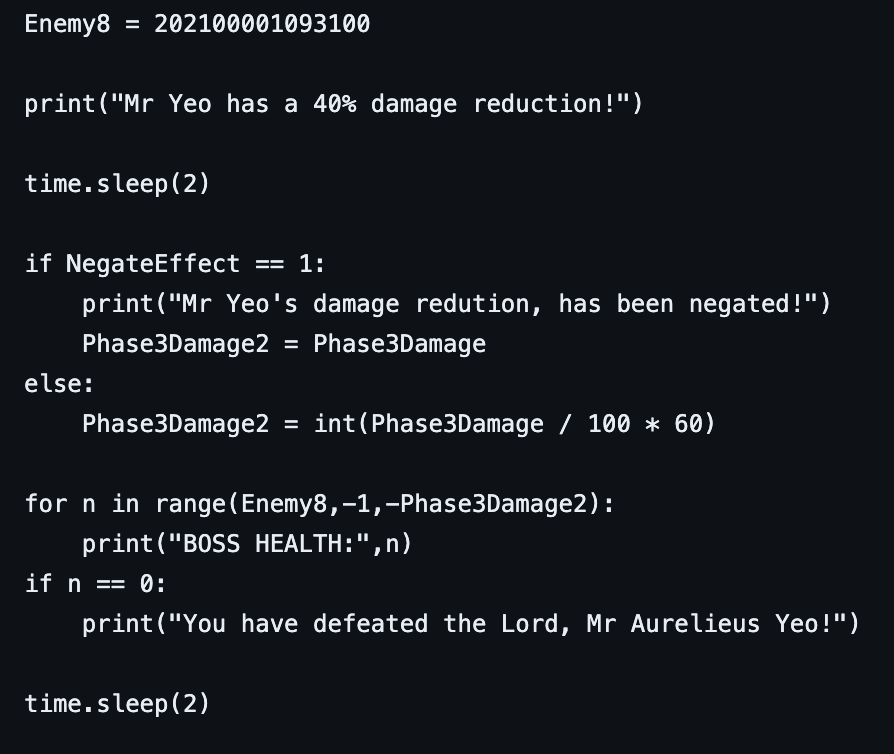 Enemy8 = 202100001093100
print("Mr Yeo has a 40% damage reduction!")
time.sleep(2)
if NegateEffect == 1:
    print("Mr Yeo's damage redution, has been negated!")
    Phase3Damage2 = Phase3Damage
else:
    Phase3Damage2 = int(Phase3Damage / 100 * 60)
for n in range(Enemy8,-1,-Phase3Damage2):
    print("BOSS HEALTH:",n)
if n == 0:
    print("You have defeated the Lord, Mr Aurelieus Yeo!")
time.sleep(2)